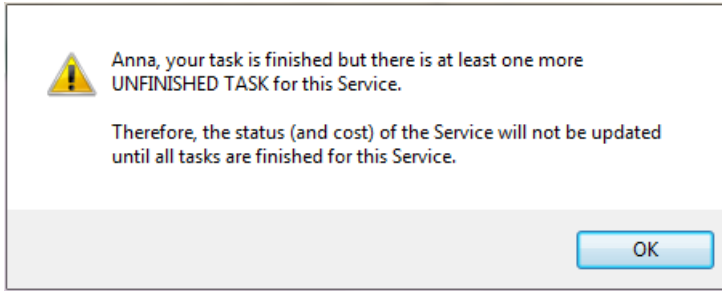 Anna, your task is finished but there is at least one more
UNFINISHED TASK for this Service.
Therefore, the status (and cost) of the Service will not be updated
until all tasks are finished for this Service.
OK